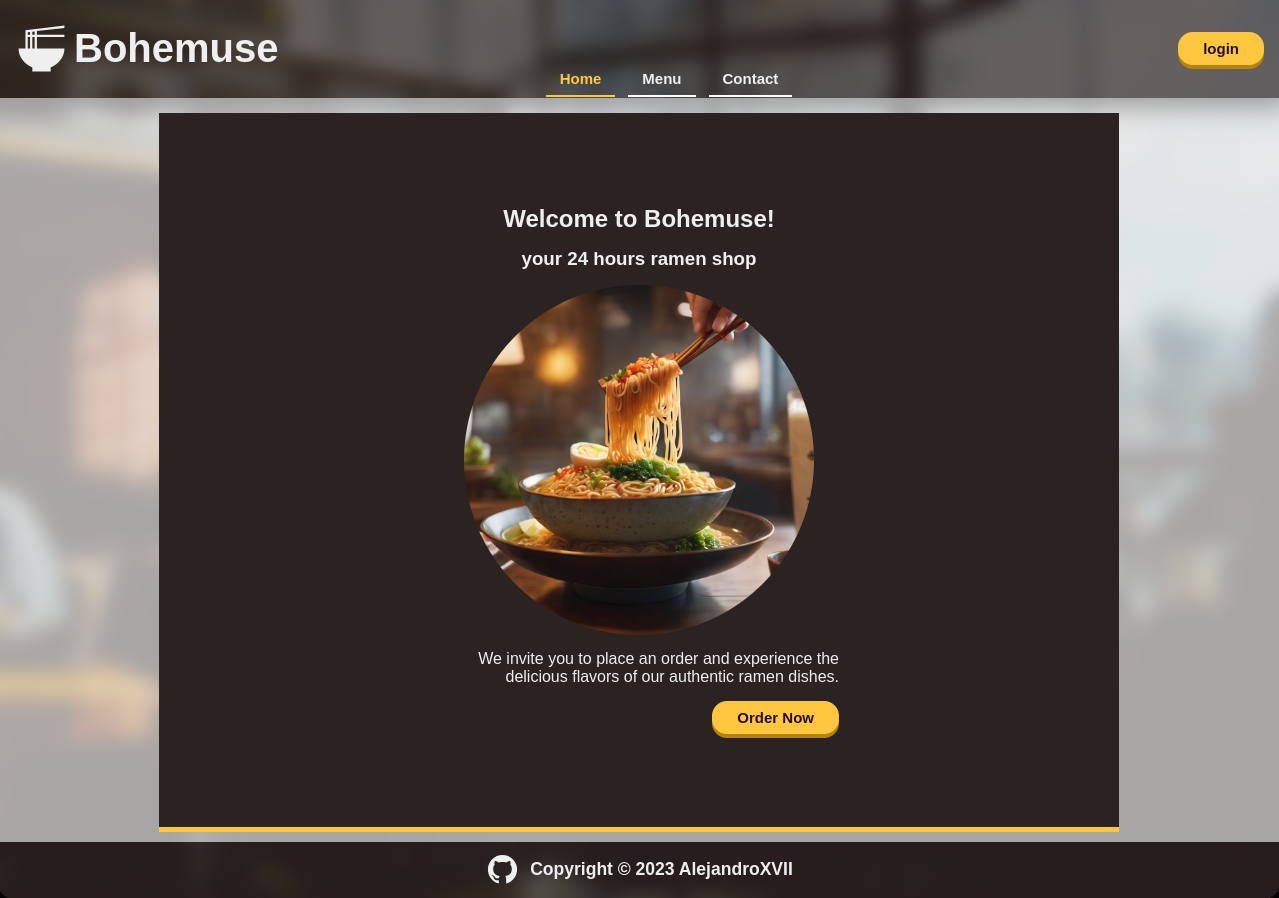 Bohemuse
Home
Menu
Contact
login
Welcome to Bohemuse!
your 24 hours ramen shop
We invite you to place an order and experience the
delicious flavors of our authentic ramen dishes.
Order Now
Copyright © 2023 AlejandroXVII